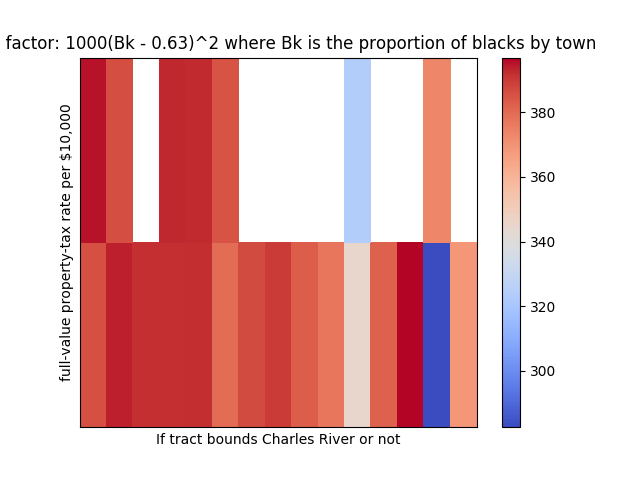 factor: 1000(Bk - 0.63)^2 where Bk is the proportion of blacks by town
full-value property-tax rate per $10,000
If tract bounds Charles River or not
380
360
340
320
300